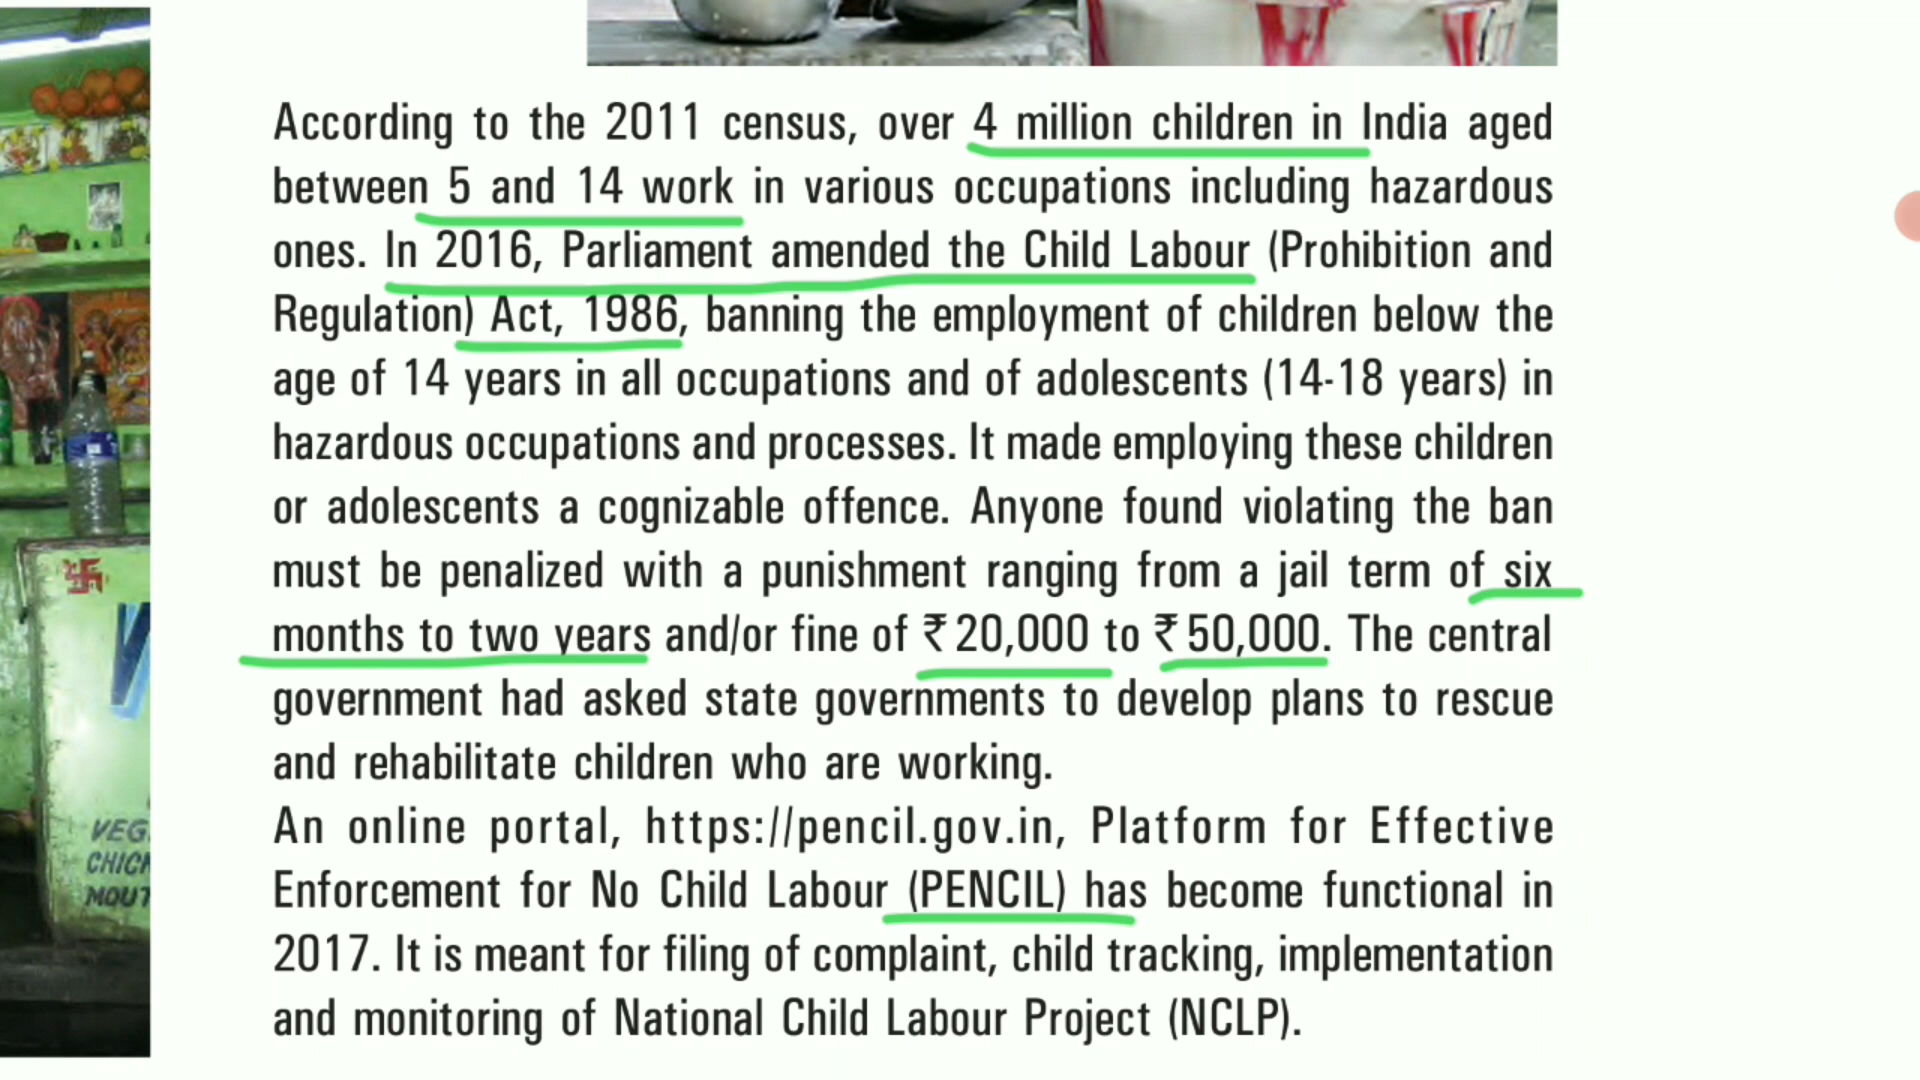 According to the 2011 census, over 4 million children in India aged
between 5 and 14 work in various occupations including hazardous
ones. In 2016, Parliament amended the Child Labour (Prohibition and
Regulation) Act, 1986, banning the employment of children below the
age of 14 years in all occupations and of adolescents (14-18 years) in
hazardous occupations and processes. It made employing these children
or adolescents a cognizable offence. Anyone found violating the ban
must be penalized with a punishment ranging from a jail term of six
months to two years and/or fine of ₹ 20,000 to ₹ 50,000. The central
government had asked state governments to develop plans to rescue
and rehabilitate children who are working.
An online portal, https://pencil.gov.in, Platform for Effective
Enforcement for No Child Labour (PENCIL) has become functional in
2017. It is meant for filing of complaint, child tracking, implementation
and monitoring of National Child Labour Project (NCLP).
VEG